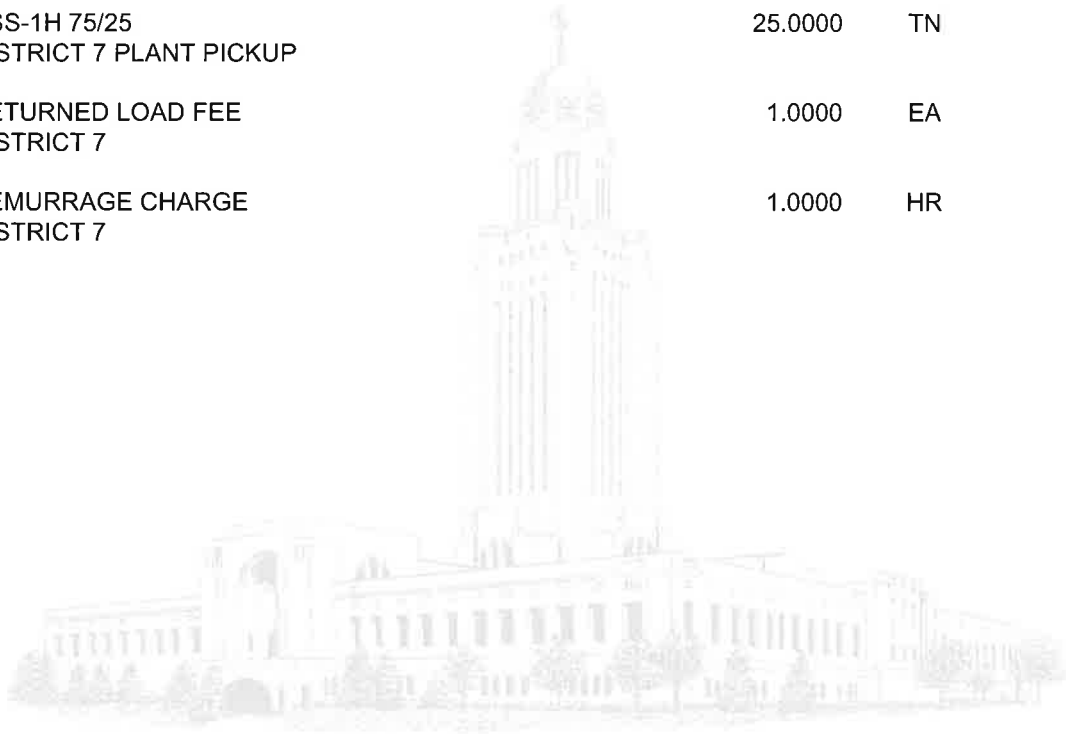 SS-1H 75/25 25.0000 TN
STRICT 7 PLANT PICKUP
ETURNED LOAD FEE 1.0000 EA
STRICT 7
EMURRAGE CHARGE 1.0000 HR
STRICT 7